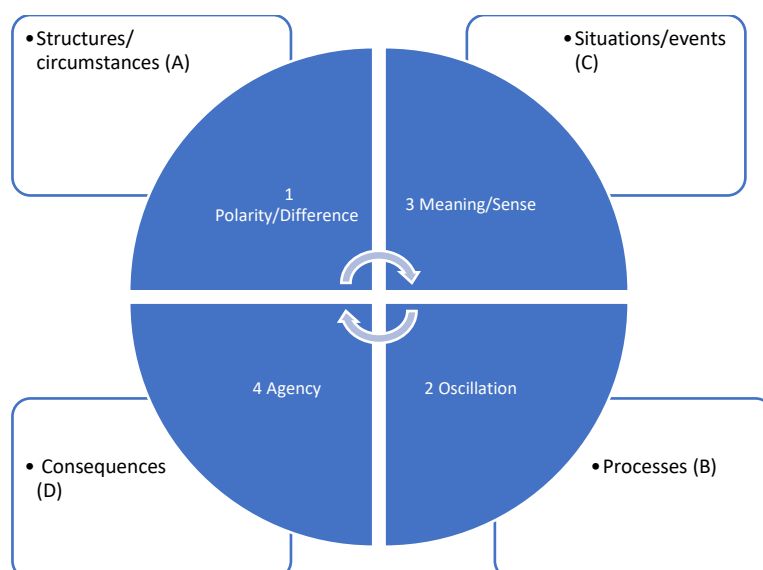 •Structures/
circumstances (A)
•Situations/events
(C)
1
Polarity/Difference
3 Meaning/Sense
4 Agency
2 Oscillation
• Consequences
(D)
•Processes (B)